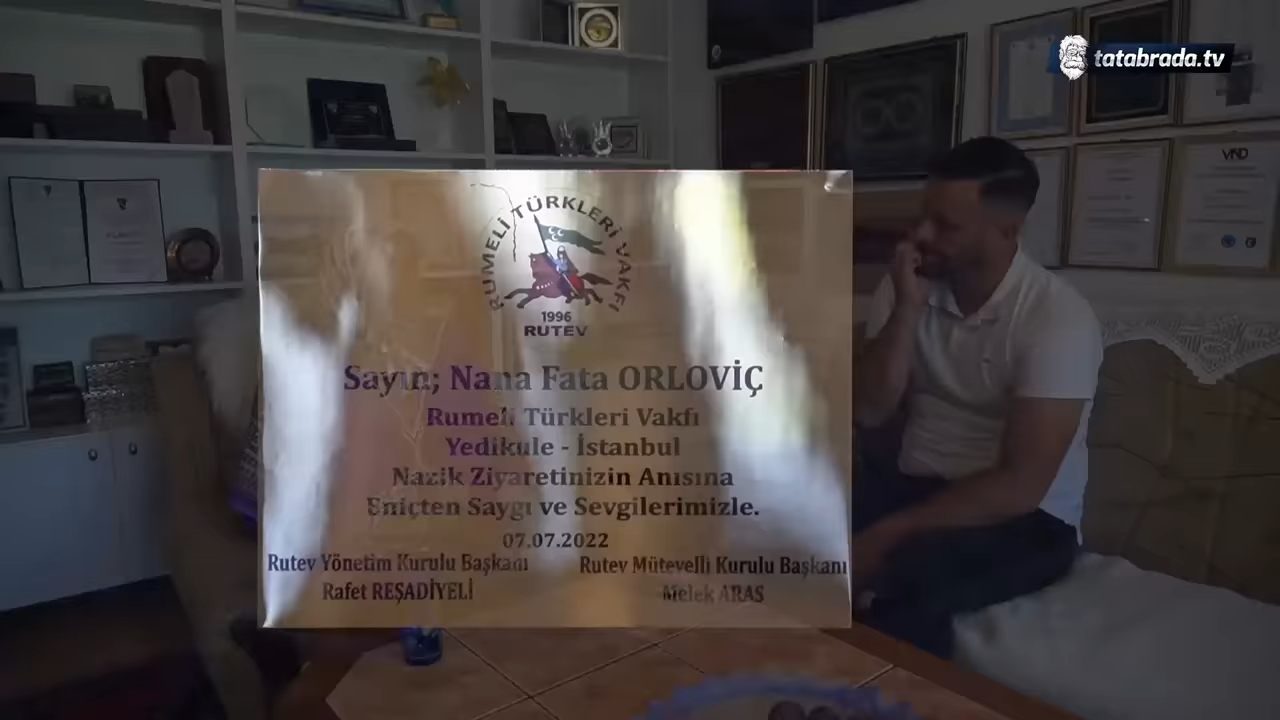 tatabrada.tv
VAND
RUMELİ TÜRKLERİ VAKFI
1996
RUTEV
Sayın; Nana Fata ORLOVİÇ
Rumeli Türkleri Vakfı
Yedikule - İstanbul
Nazik Ziyaretinizin Anısına
Eniçten Saygı ve Sevgilerimizle.
07.07.2022
Rutev Yönetim Kurulu Başkanı
Rutev Mütevelli Kurulu Başkanı
Rafet REŞADİYELİ
Melek ARAS